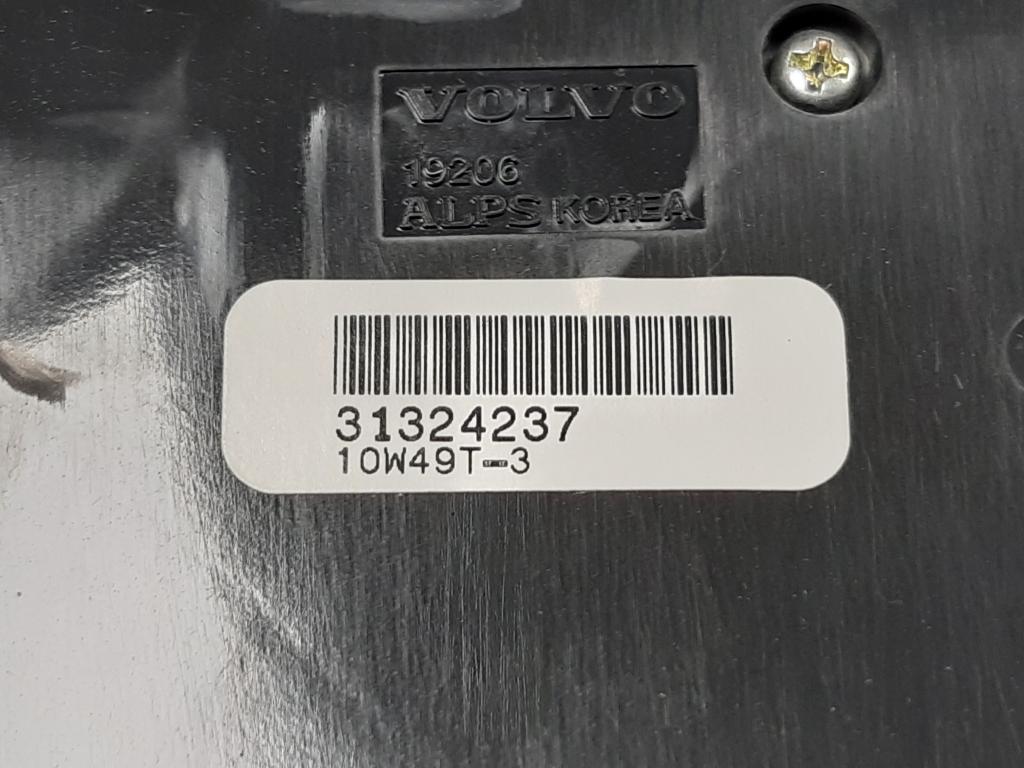 VOLVO
19206
ALPS KOREA
31324237
10W49T-3